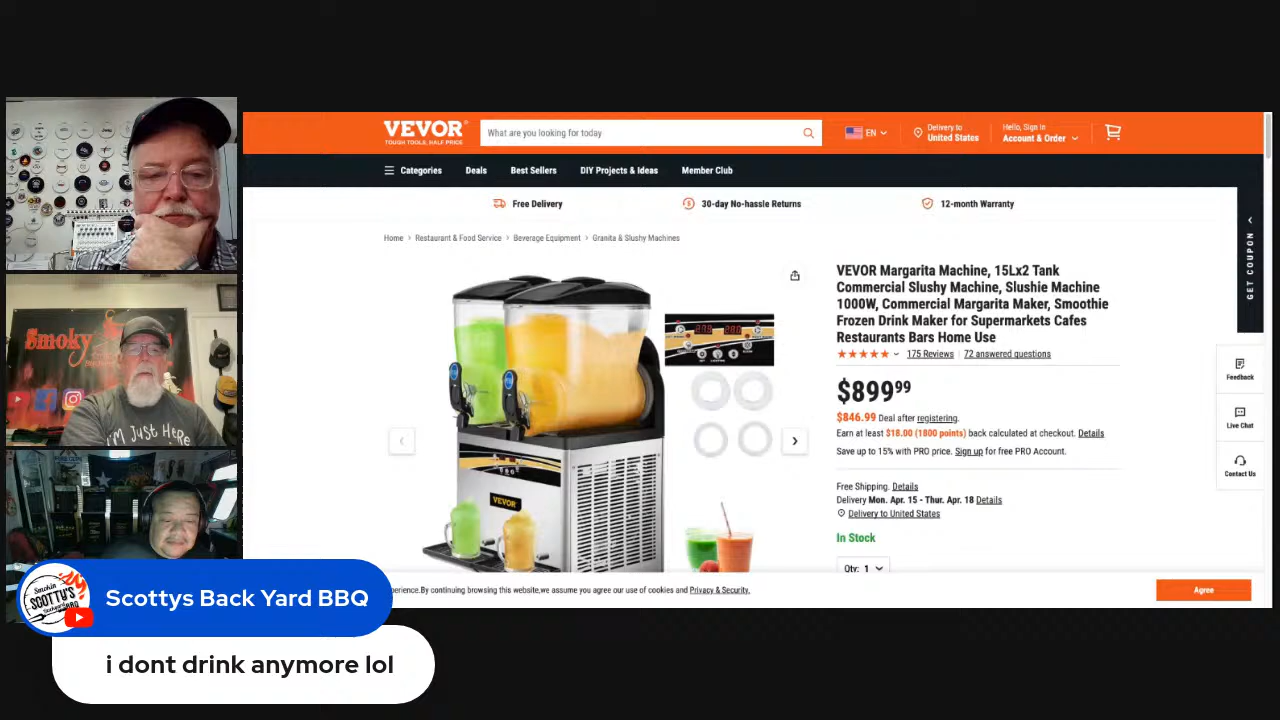 VEVOR
TOUGH TOOLS, HALF PRICE
What are you looking for today
EN
Delivery to
United States
Hello, Sign In
Account & Order
Categories
Deals
Best Sellers
DIY Projects & Ideas
Member Club
Free Delivery
30-day No-hassle Returns
12-month Warranty
GET COUPON
Home > Restaurant & Food Service > Beverage Equipment > Granita & Slushy Machines
VEVOR Margarita Machine, 15Lx2 Tank
Commercial Slushy Machine, Slushie Machine
1000W, Commercial Margarita Maker, Smoothie
Frozen Drink Maker for Supermarkets Cafes
Restaurants Bars Home Use
175 Reviews | 72 answered questions
$899.99
$846.99 Deal after registering.
Earn at least $18.00 (1800 points) back calculated at checkout. Details
Save up to 15% with PRO price. Sign up for free PRO Account.
Free Shipping. Details
Delivery Mon. Apr. 15 - Thur. Apr. 18 Details
Delivery to United States
In Stock
Qty: 1
Feedback
Live Chat
Contact Us
VEVOR
Smoky
I'M JUST HERE
xperience.By continuing browsing this website,we assume you agree our use of cookies and Privacy & Security.
Agree
Smokin
SCOTTY'S
Scottys Back Yard BBQ
i dont drink anymore lol